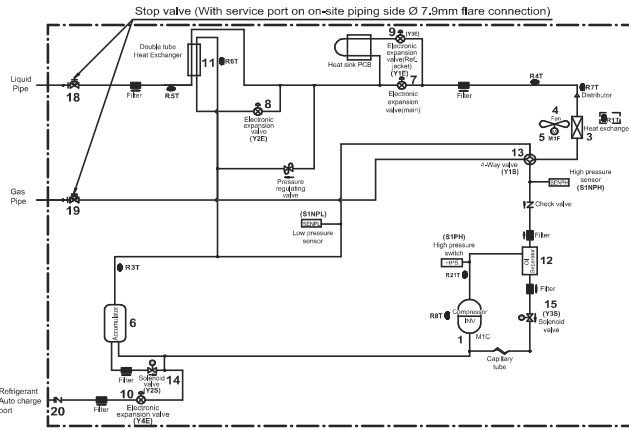 Stop valve (With service port on on-site piping side Ø 7.9mm flare connection)
Double tube
Heat Exchanger
11
R6T
9
(Y3E)
Electronic
expansion
valve(Ref.
jacket)
(Y1E)
Heat sink PCB
7
Electronic
expansion
valve(main)
Liquid
Pipe
18
Filter
R5T
8
Electronic
expansion
valve
(Y2E)
Filter
R4T
R7T
Distributor
4
Fan
5
M
M1F
3
R1T
Heat exchange
13
4-Way valve
(Y1S)
Pressure
regulating
valve
High pressure
sensor
SENPH
(S1NPH)
Gas
Pipe
19
Check valve
(S1NPL)
SENPL
Low pressure
sensor
Filter
(S1PH)
High pressure
switch
HPS
Oil
Separator
12
R3T
R21T
Filter
6
Accumulator
R8T
Compressor
INV
M1C
1
15
(Y3S)
Solenoid
valve
Capillary
tube
Filter
Solenoid
valve
(Y2S)
14
Refrigerant
Auto charge
port
20
Filter
10
Electronic
expansion valve
(Y4E)